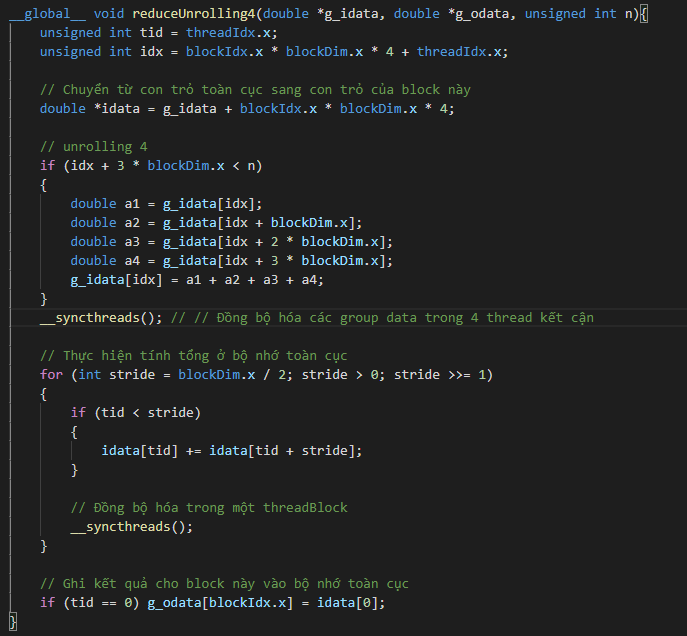 __global__ void reduceUnrolling4(double *g_idata, double *g_odata, unsigned int n){
    unsigned int tid = threadIdx.x;
    unsigned int idx = blockIdx.x * blockDim.x * 4 + threadIdx.x;

    // Chuyển từ con trỏ toàn cục sang con trỏ của block này
    double *idata = g_idata + blockIdx.x * blockDim.x * 4;

    // unrolling 4
    if (idx + 3 * blockDim.x < n)
    {
        double a1 = g_idata[idx];
        double a2 = g_idata[idx + blockDim.x];
        double a3 = g_idata[idx + 2 * blockDim.x];
        double a4 = g_idata[idx + 3 * blockDim.x];
        g_idata[idx] = a1 + a2 + a3 + a4;
    }
    __syncthreads(); // // Đồng bộ hóa các group data trong 4 thread kết cận

    // Thực hiện tính tổng ở bộ nhớ toàn cục
    for (int stride = blockDim.x / 2; stride > 0; stride >>= 1)
    {
        if (tid < stride)
        {
            idata[tid] += idata[tid + stride];
        }

        // Đồng bộ hóa trong một threadBlock
        __syncthreads();
    }

    // Ghi kết quả cho block này vào bộ nhớ toàn cục
    if (tid == 0) g_odata[blockIdx.x] = idata[0];
}